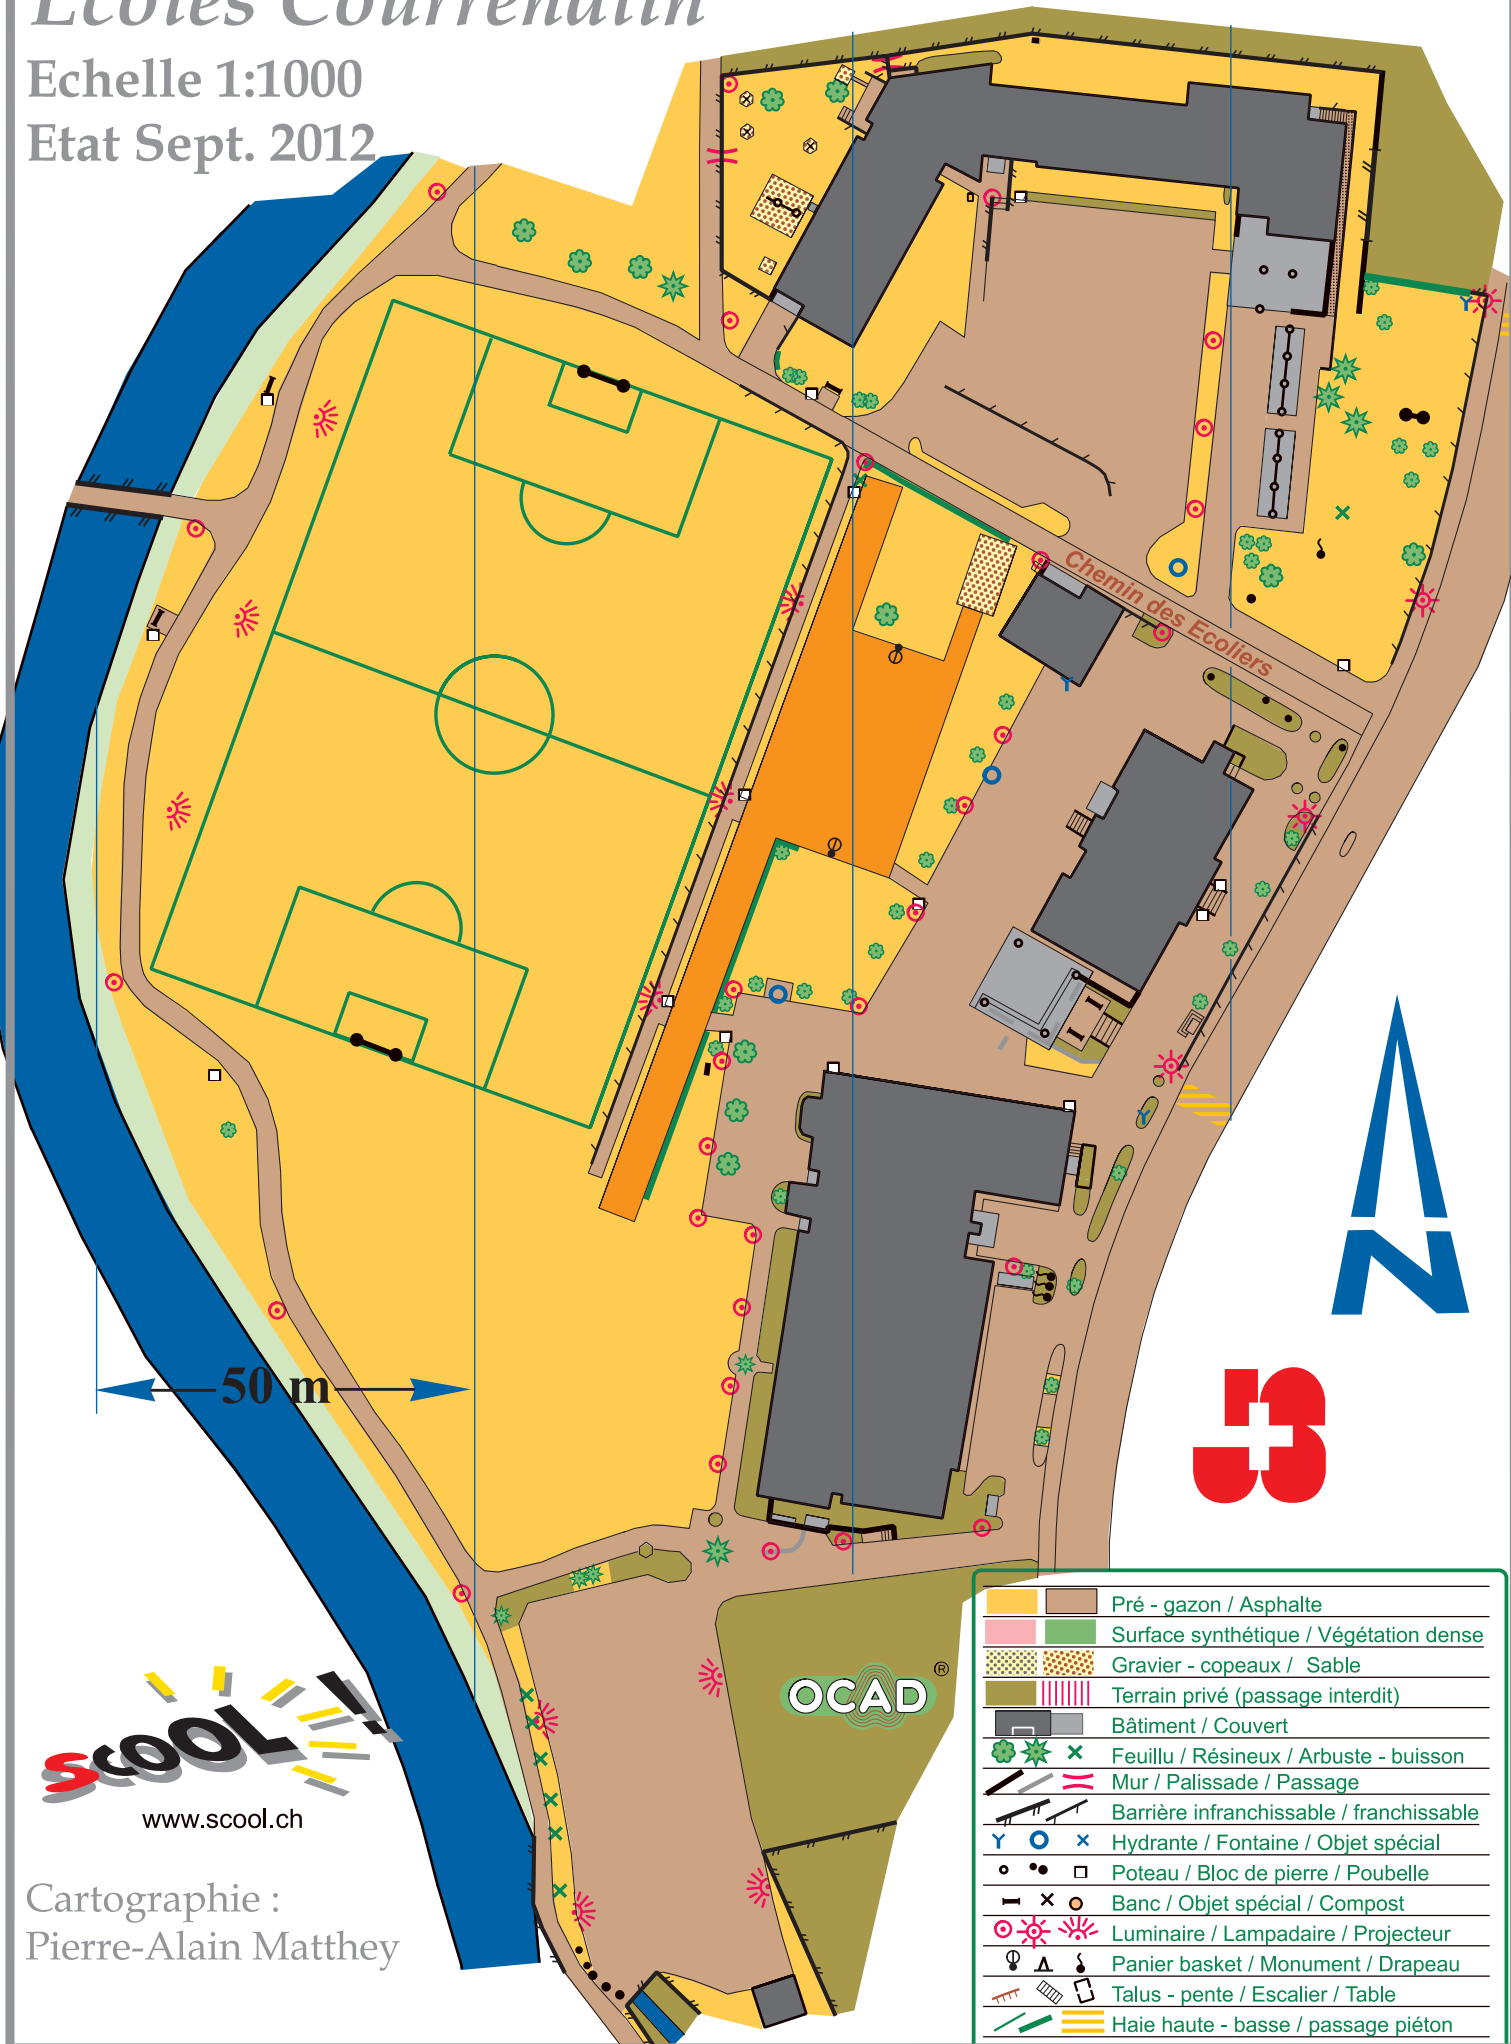 Ecoles Courrendlin
Echelle 1:1000
Etat Sept. 2012
Chemin des Ecoliers
50 m
N
OCAD®
scool!
www.scool.ch
Cartographie :
Pierre-Alain Matthey
Pré - gazon / Asphalte
Surface synthétique / Végétation dense
Gravier - copeaux / Sable
Terrain privé (passage interdit)
Bâtiment / Couvert
Feuillu / Résineux / Arbuste - buisson
Mur / Palissade / Passage
Barrière infranchissable / franchissable
Hydrante / Fontaine / Objet spécial
Poteau / Bloc de pierre / Poubelle
Banc / Objet spécial / Compost
Luminaire / Lampadaire / Projecteur
Panier basket / Monument / Drapeau
Talus - pente / Escalier / Table
Haie haute - basse / passage piéton